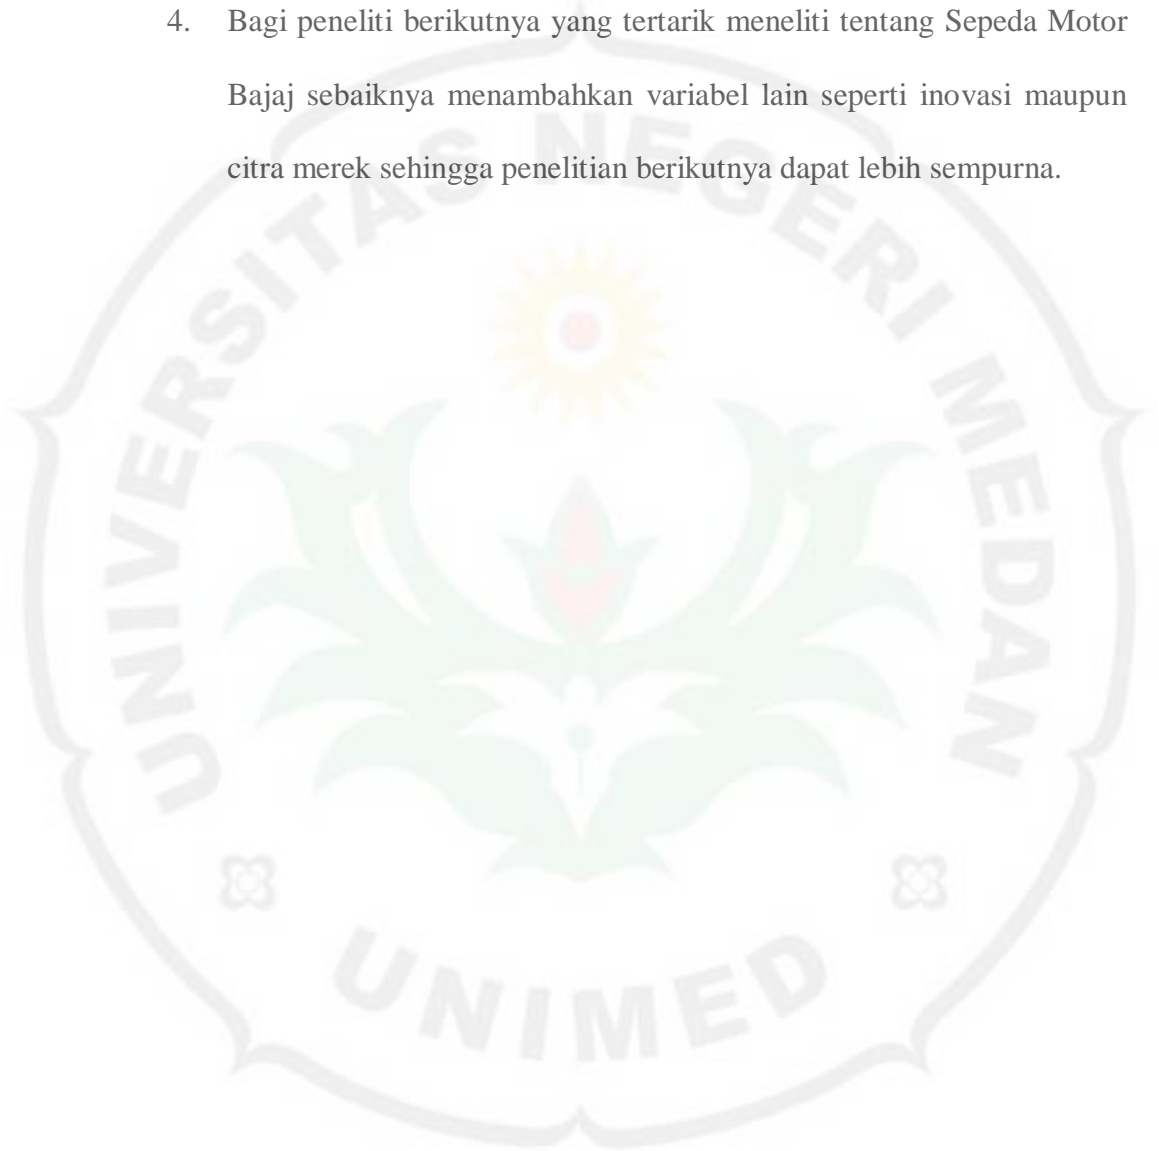 4. Bagi peneliti berikutnya yang tertarik meneliti tentang Sepeda Motor
Bajaj sebaiknya menambahkan variabel lain seperti inovasi maupun
citra merek sehingga penelitian berikutnya dapat lebih sempurna.
UNIVERSITAS NEGERI MEDAN
UNIMED